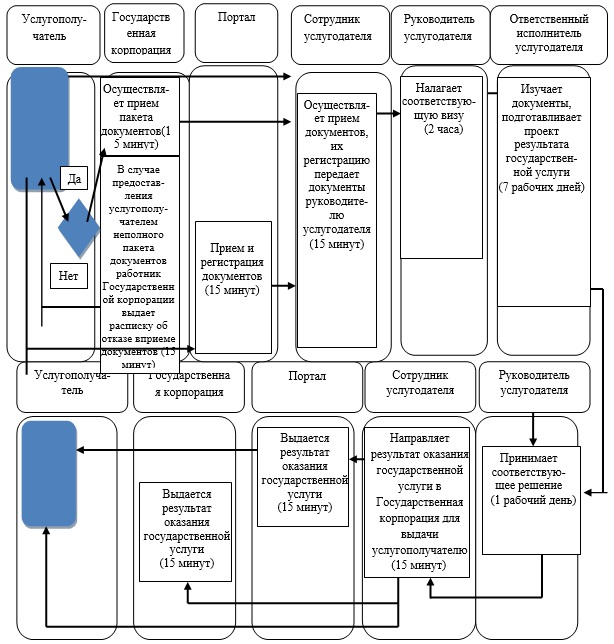 Услугополу-
чатель
Государств
енная
корпорация
Портал
Сотрудник
услугодателя
Руководитель
услугодателя
Ответственный
исполнитель
услугодателя
Осуществля-
ет прием
пакета
документов(1
5 минут)
Да
Нет
В случае
предостав-
ления
услугополу-
чателем
неполного
пакета
документов
работник
Государственн
ой корпорации
выдает
расписку об
отказе вприеме
документов (15
минут)
Прием и
регистрация
документов
(15 минут)
Осуществля-
ет прием
документов,
их
регистрацию
передает
документы
руководите-
лю
услугодателя
(15 минут)
Налагает
соответствую-
щую визу
(2 часа)
Изучает
документы,
подготавливает
проект
результата
государствен-
ной услуги
(7 рабочих дней)
Услугополуча-
тель
Государственна
я корпорация
Портал
Сотрудник
услугодателя
Руководитель
услугодателя
Выдается
результат
оказания
государственной
услуги
(15 минут)
Выдается
результат
оказания
государственной
услуги
(15 минут)
Направляет
результат оказания
государственной
услуги в
Государственная
корпорация для
выдачи
услугополучателю
(15 минут)
Принимает
соответствую-
щее решение
(1 рабочий день)